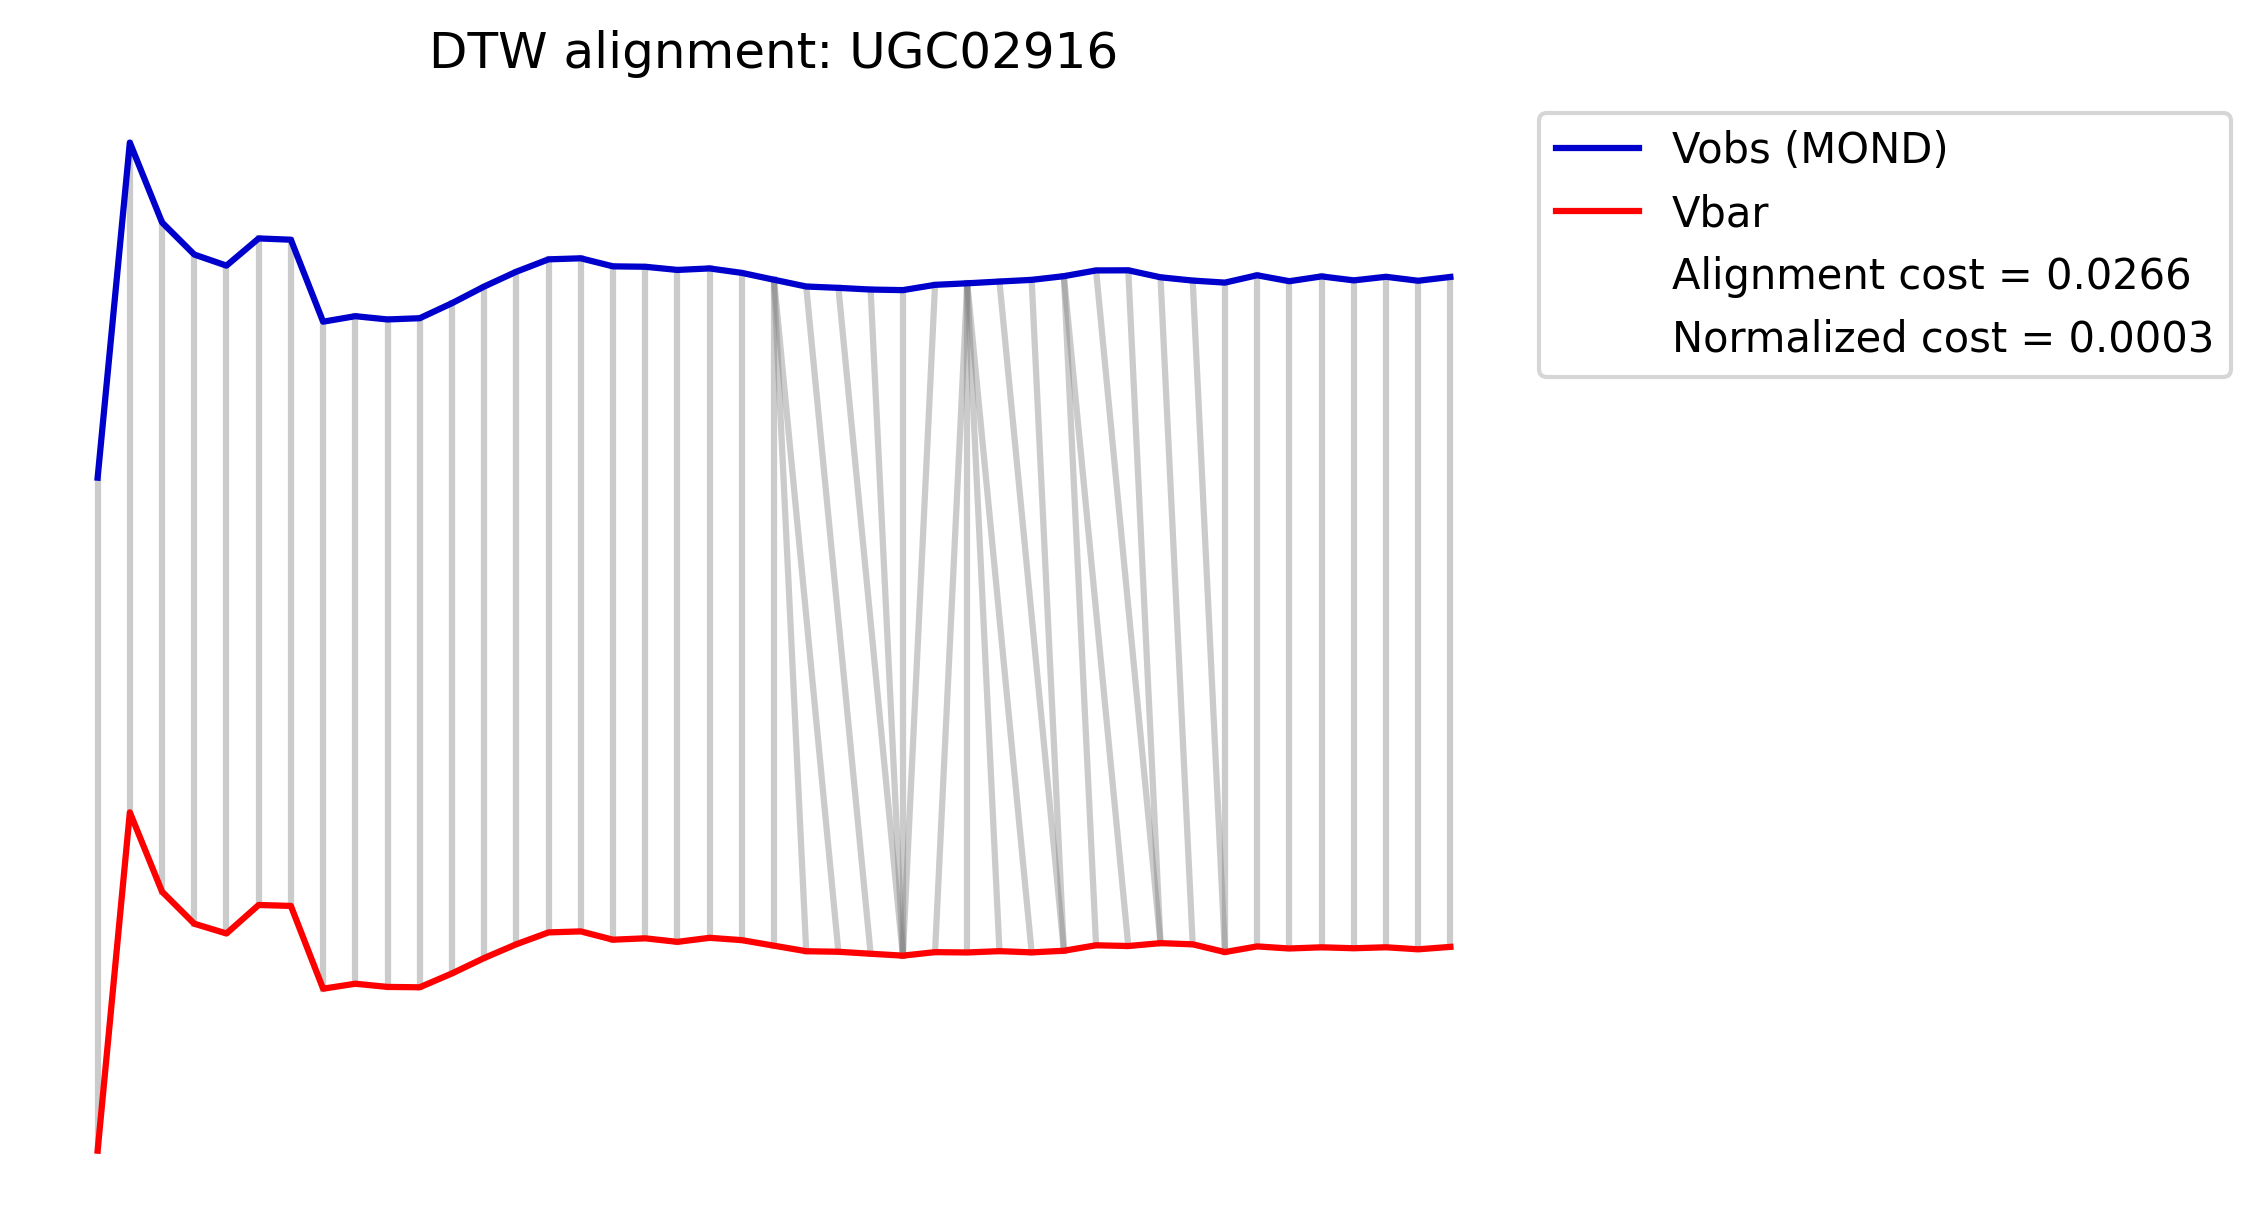 DTW alignment: UGC02916
Vobs (MOND)
Vbar
Alignment cost = 0.0266
Normalized cost = 0.0003